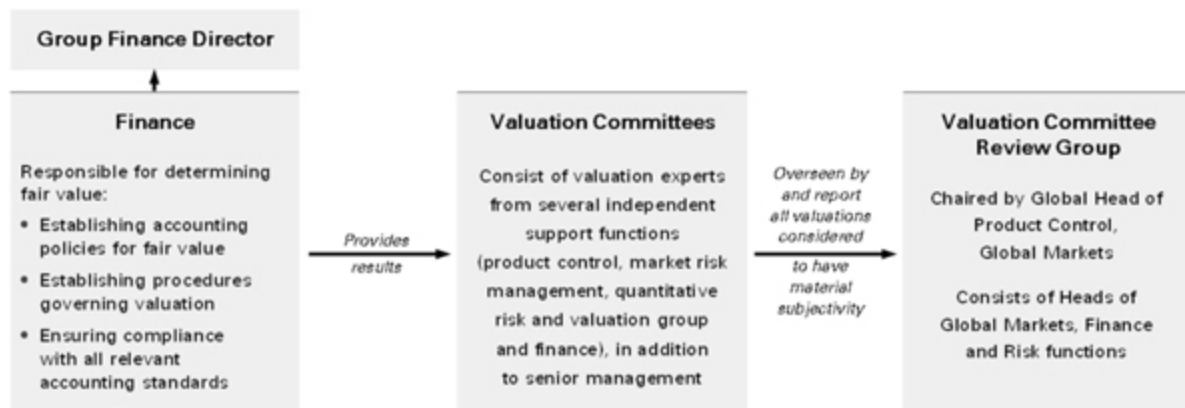 Group Finance Director
Finance
Responsible for determining
fair value:
• Establishing accounting
policies for fair value
• Establishing procedures
governing valuation
• Ensuring compliance
with all relevant
accounting standards
Provides
results
Valuation Committees
Consist of valuation experts
from several independent
support functions
(product control, market risk
management, quantitative
risk and valuation group
and finance), in addition
to senior management
Overseen by
and report
all valuations
considered
to have
material
subjectivity
Valuation Committee
Review Group
Chaired by Global Head of
Product Control,
Global Markets
Consists of Heads of
Global Markets, Finance
and Risk functions